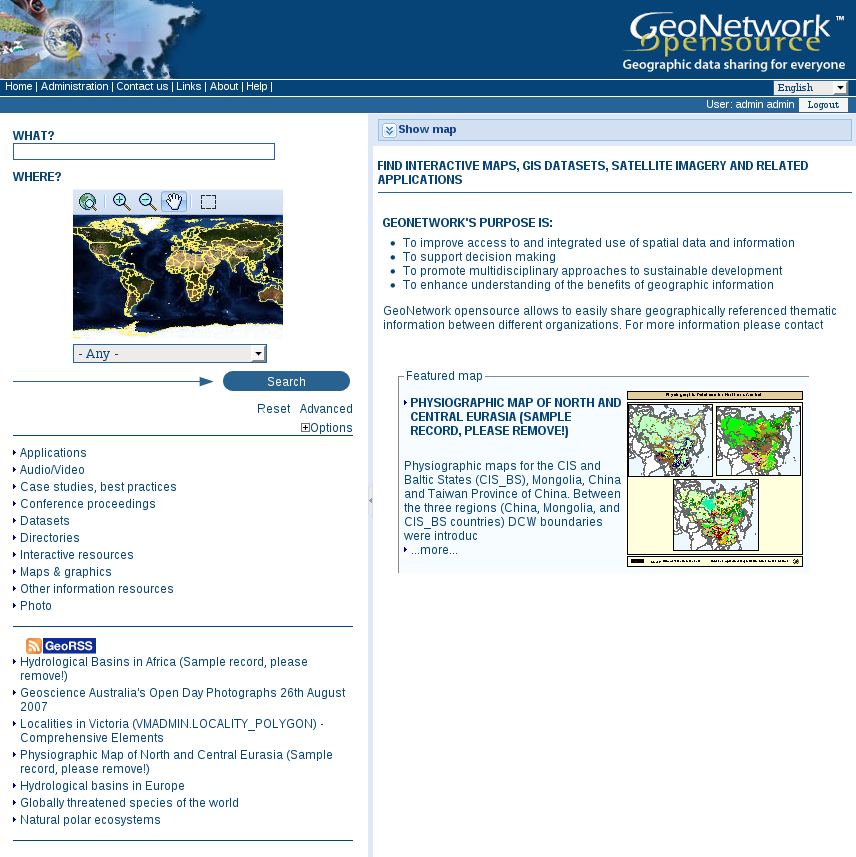 GeoNetwork™
Opensource
Geographic data sharing for everyone
Home | Administration | Contact us | Links | About | Help |
English
User: admin admin
Logout
WHAT?
WHERE?
- Any -
Search
Reset Advanced
Options
Applications
Audio/Video
Case studies, best practices
Conference proceedings
Datasets
Directories
Interactive resources
Maps & graphics
Other information resources
Photo
GeoRSS
Hydrological Basins in Africa (Sample record, please
remove!)
Geoscience Australia's Open Day Photographs 26th August
2007
Localities in Victoria (VMADMIN.LOCALITY_POLYGON) -
Comprehensive Elements
Physiographic Map of North and Central Eurasia (Sample
record, please remove!)
Hydrological basins in Europe
Globally threatened species of the world
Natural polar ecosystems
Show map
FIND INTERACTIVE MAPS, GIS DATASETS, SATELLITE IMAGERY AND RELATED
APPLICATIONS
GEONETWORK'S PURPOSE IS:
To improve access to and integrated use of spatial data and information
To support decision making
To promote multidisciplinary approaches to sustainable development
To enhance understanding of the benefits of geographic information
GeoNetwork opensource allows to easily share geographically referenced thematic
information between different organizations. For more information please contact
Featured map
PHYSIOGRAPHIC MAP OF NORTH AND
CENTRAL EURASIA (SAMPLE
RECORD, PLEASE REMOVE!)
Physiographic maps for the CIS and
Baltic States (CIS_BS), Mongolia, China
and Taiwan Province of China. Between
the three regions (China, Mongolia, and
CIS_BS countries) DCW boundaries
were introduc
...more...